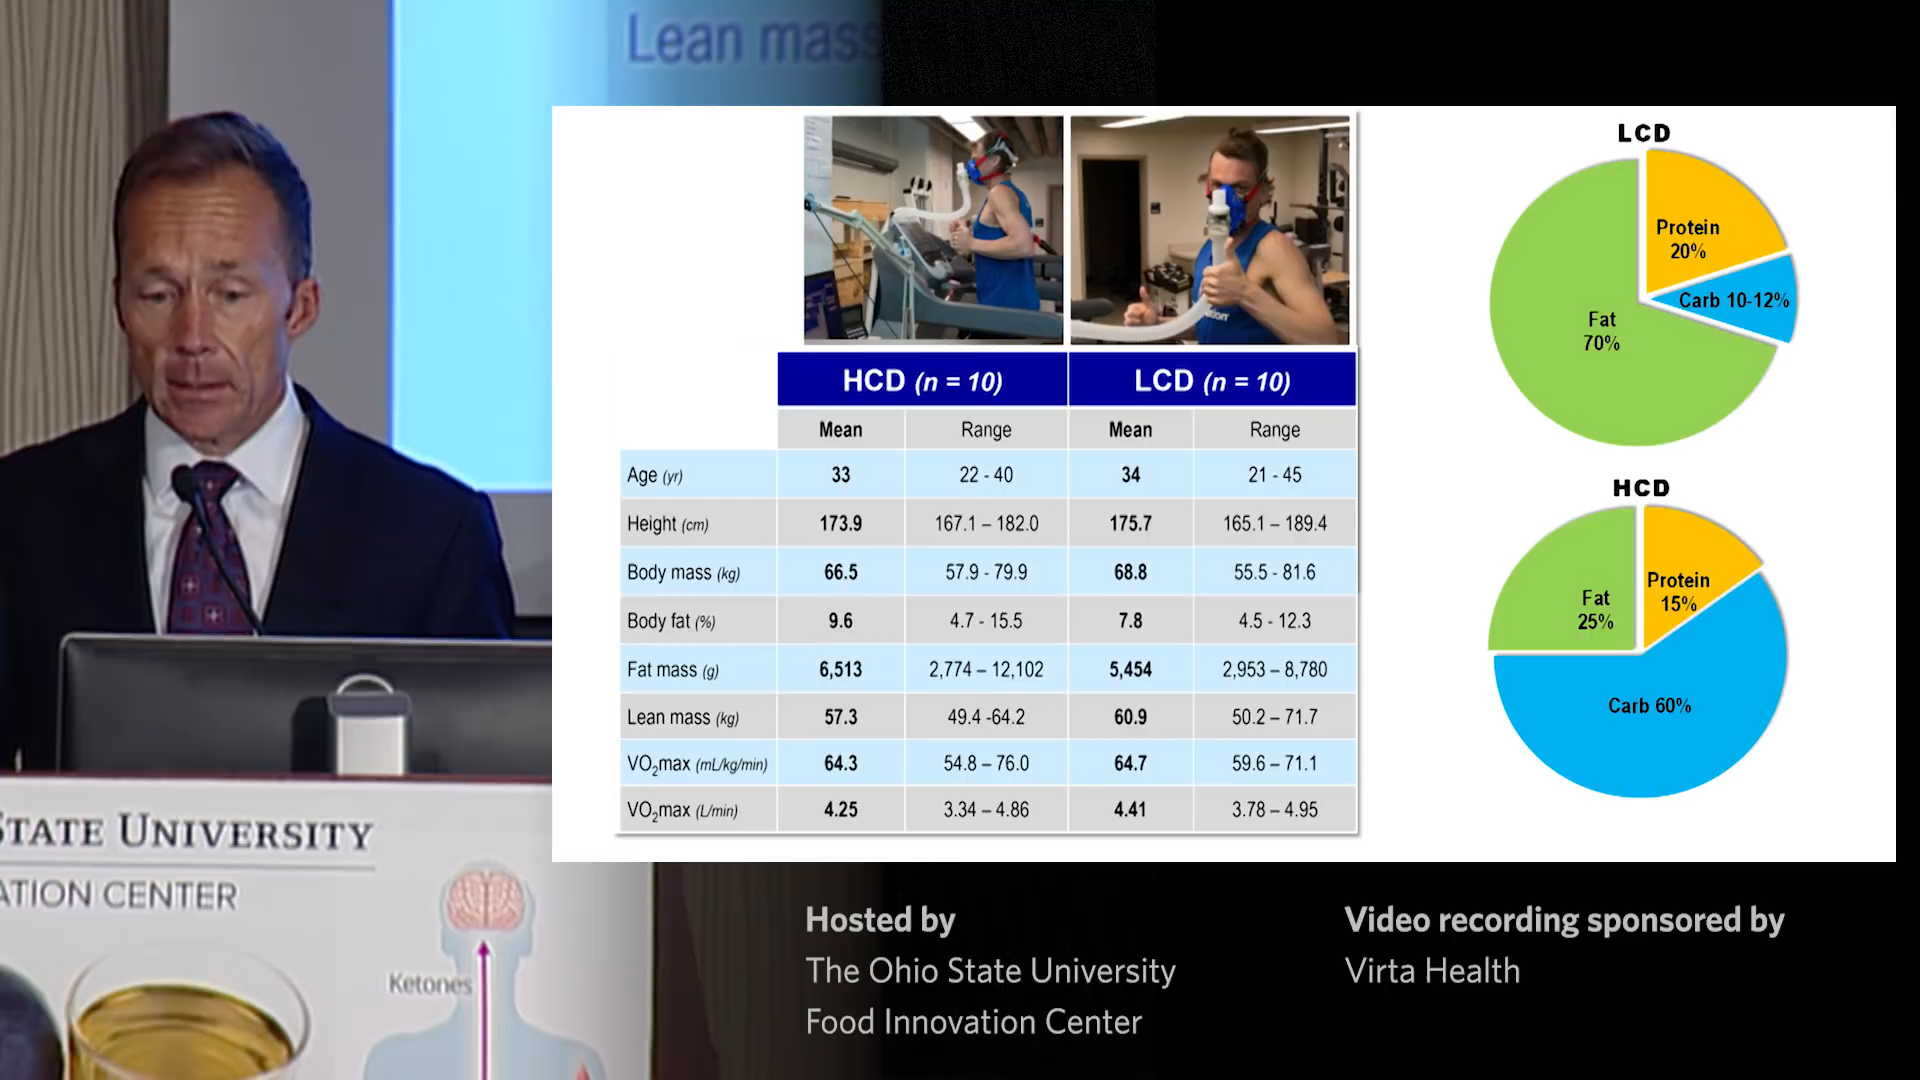 Lean mass
LCD
Protein
20%
Carb 10-12%
Fat
70%
HCD (n = 10) LCD (n = 10)
Mean Range Mean Range
Age (yr) 33 22 - 40 34 21 - 45
Height (cm) 173.9 167.1 – 182.0 175.7 165.1 – 189.4
Body mass (kg) 66.5 57.9 - 79.9 68.8 55.5 - 81.6
Body fat (%) 9.6 4.7 - 15.5 7.8 4.5 - 12.3
Fat mass (g) 6,513 2,774 – 12,102 5,454 2,953 – 8,780
Lean mass (kg) 57.3 49.4 -64.2 60.9 50.2 – 71.7
VO2max (mL/kg/min) 64.3 54.8 – 76.0 64.7 59.6 – 71.1
VO2max (L/min) 4.25 3.34 – 4.86 4.41 3.78 – 4.95
HCD
Fat
25%
Protein
15%
Carb 60%
STATE UNIVERSITY
ATION CENTER
Ketones
Hosted by
The Ohio State University
Food Innovation Center
Video recording sponsored by
Virta Health